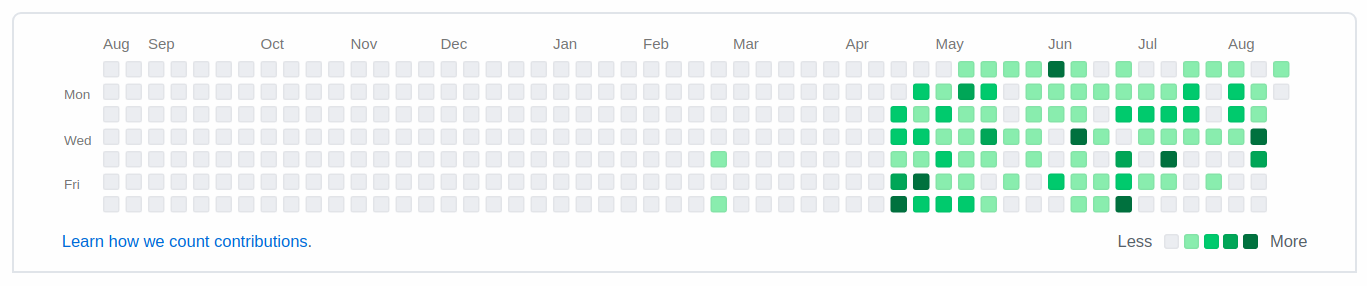 Aug Sep Oct Nov Dec Jan Feb Mar Apr May Jun Jul Aug
Mon
Wed
Fri
Learn how we count contributions. Less More